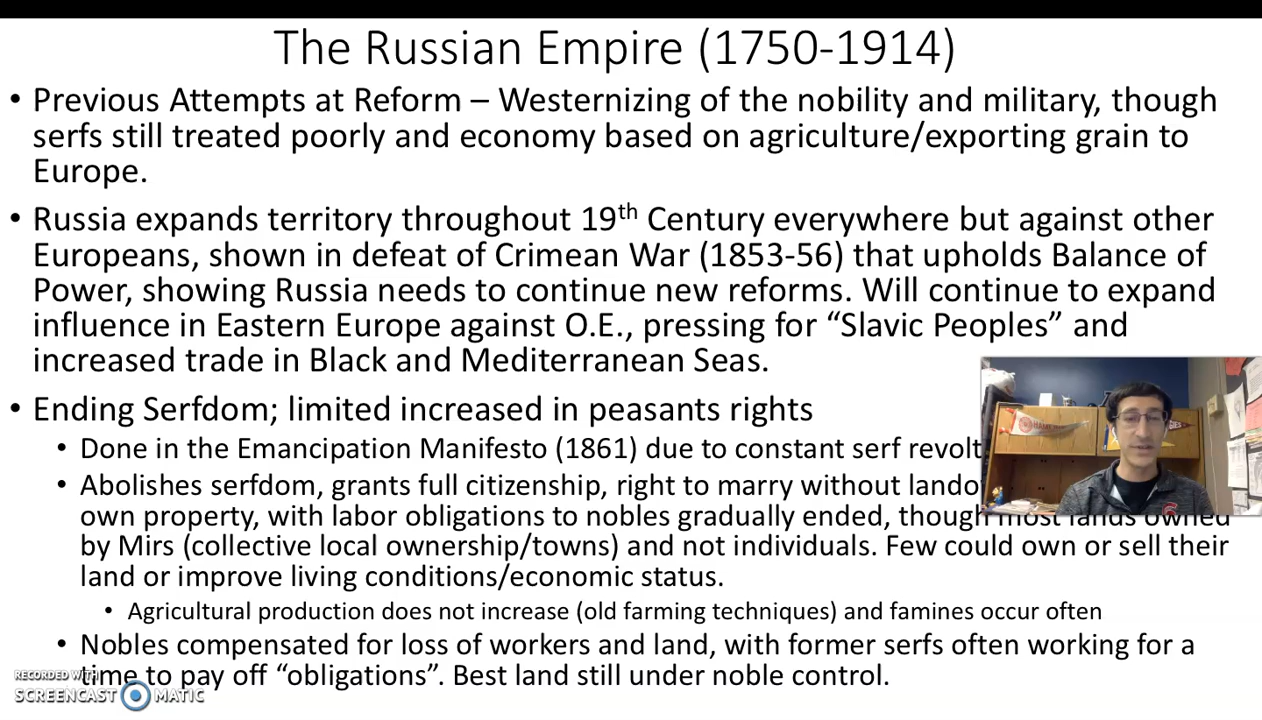 The Russian Empire (1750-1914)
• Previous Attempts at Reform – Westernizing of the nobility and military, though
serfs still treated poorly and economy based on agriculture/exporting grain to
Europe.
• Russia expands territory throughout 19th Century everywhere but against other
Europeans, shown in defeat of Crimean War (1853-56) that upholds Balance of
Power, showing Russia needs to continue new reforms. Will continue to expand
influence in Eastern Europe against O.E., pressing for “Slavic Peoples” and
increased trade in Black and Mediterranean Seas.
• Ending Serfdom; limited increased in peasants rights
• Done in the Emancipation Manifesto (1861) due to constant serf revolt
• Abolishes serfdom, grants full citizenship, right to marry without
own property, with labor obligations to nobles gradually ended, though most lands owned
by Mirs (collective local ownership/towns) and not individuals. Few could own or sell their
land or improve living conditions/economic status.
• Agricultural production does not increase (old farming techniques) and famines occur often
• Nobles compensated for loss of workers and land, with former serfs often working for a
time to pay off “obligations”. Best land still under noble control.
RECORDED WITH
SCREENCAST MATIC